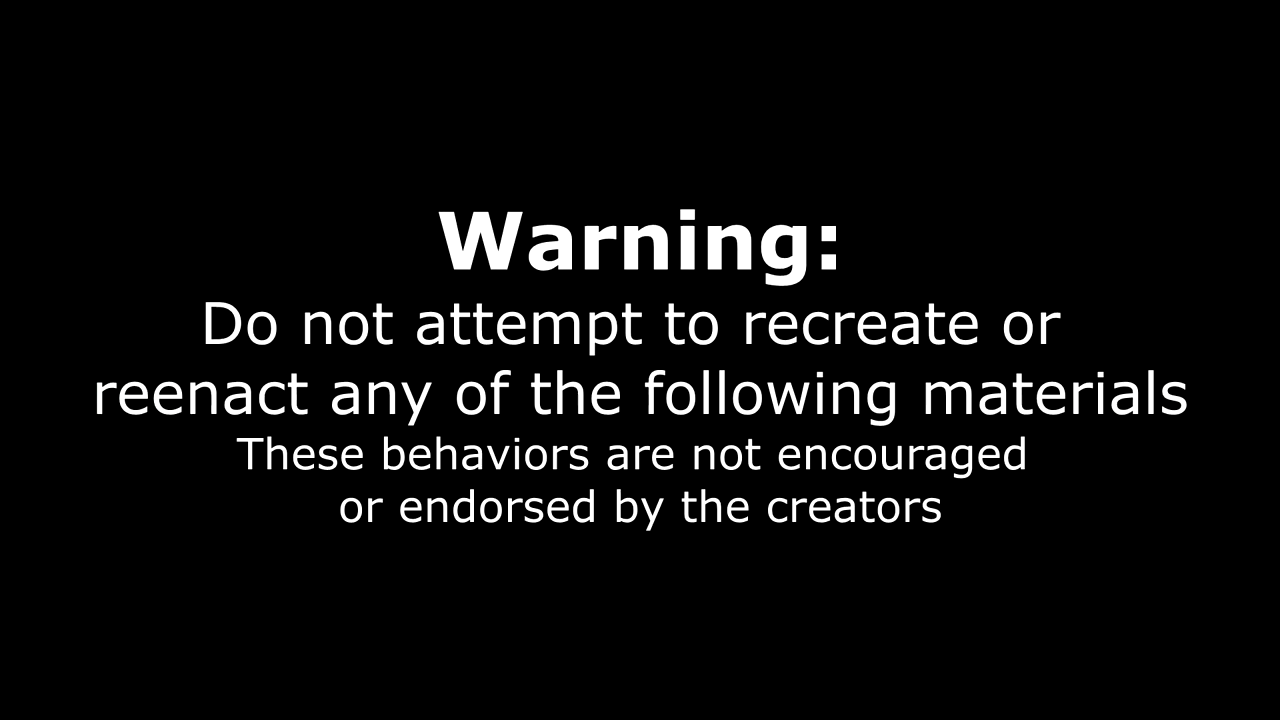 Warning:
Do not attempt to recreate or
reenact any of the following materials
These behaviors are not encouraged
or endorsed by the creators